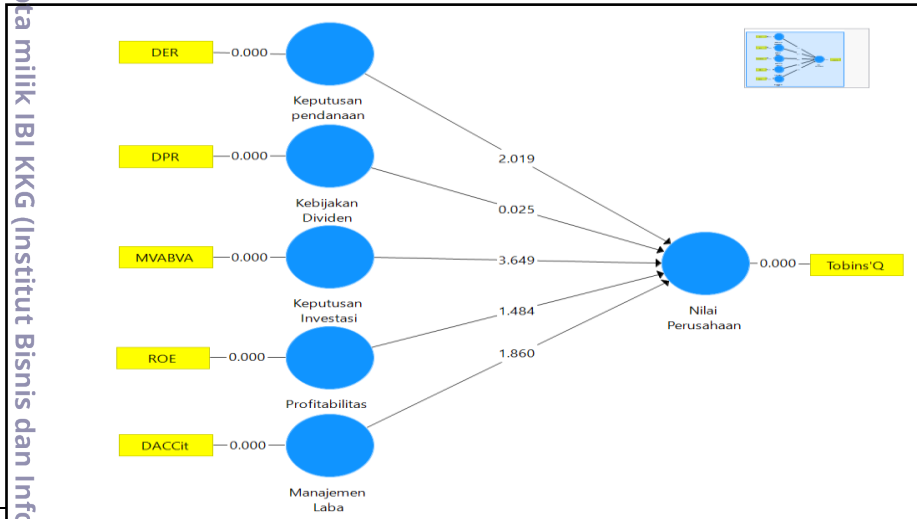 ota milik IBI KKG (Institut Bisnis dan Info
DER
0.000
Keputusan
pendanaan
2.019
DPR
0.000
Kebijakan
Dividen
0.025
MVABVA
0.000
Keputusan
Investasi
3.649
Nilai
Perusahaan
0.000
Tobins'Q
ROE
0.000
Profitabilitas
1.484
DACCit
0.000
Manajemen
Laba
1.860